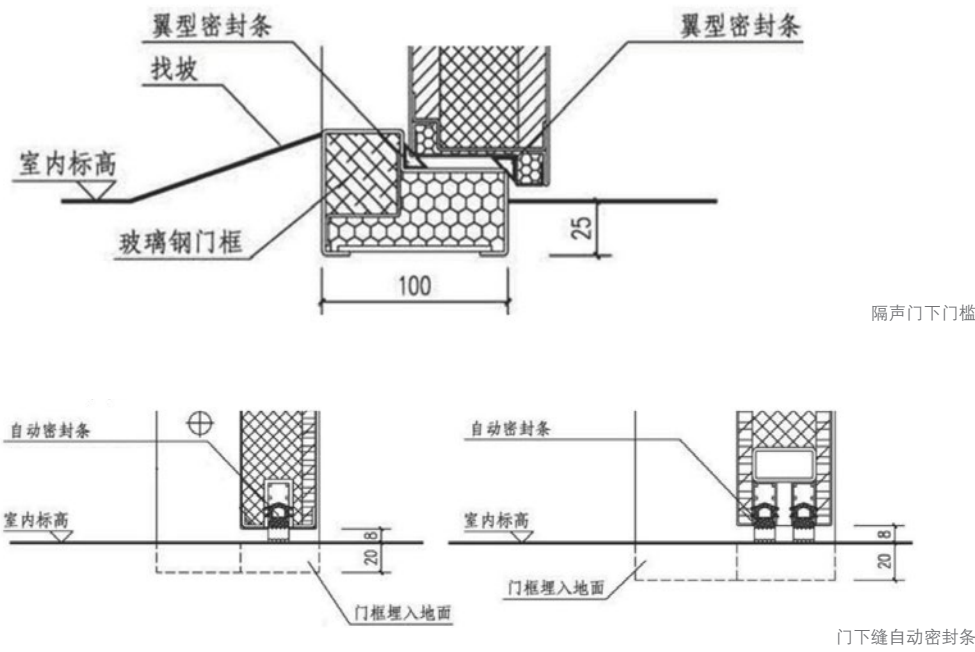 翼型密封条
翼型密封条
找坡
室内标高
玻璃钢门框
25
100
隔声门下门槛
自动密封条
自动密封条
室内标高
室内标高
8
20
8
20
门框埋入地面
门框埋入地面
门下缝自动密封条